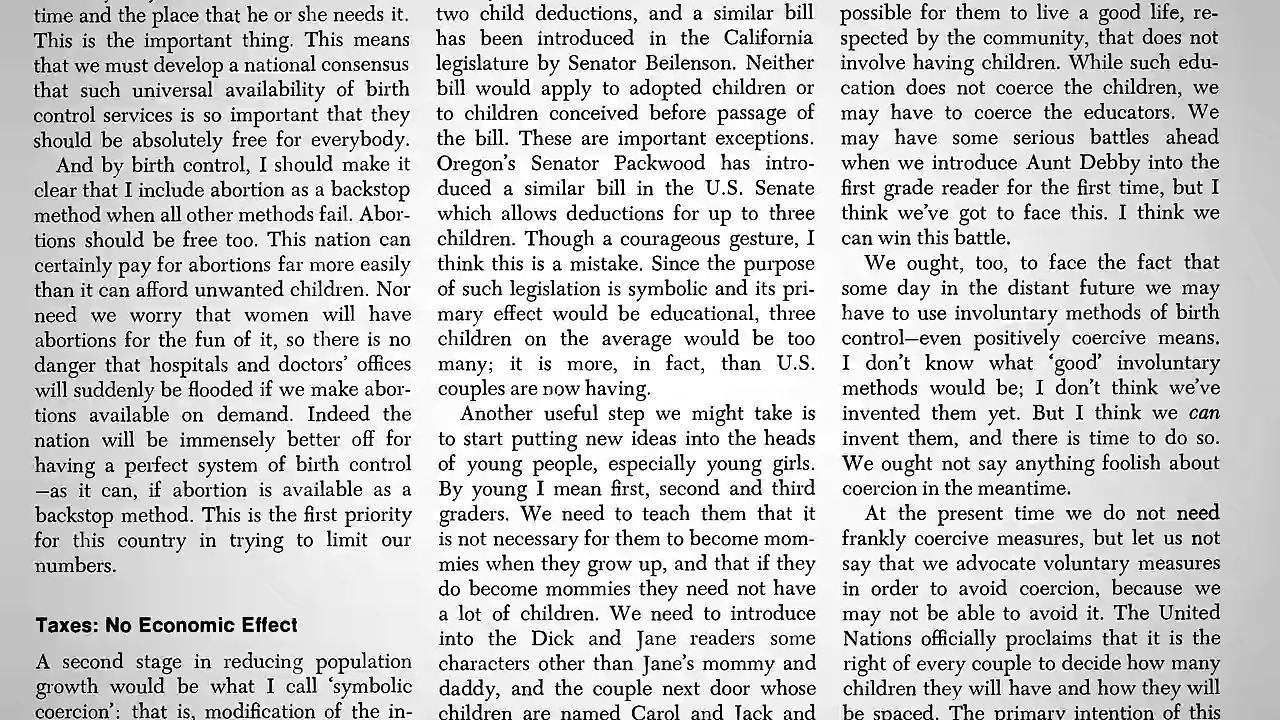 time and the place that he or she needs it.
This is the important thing. This means
that we must develop a national consensus
that such universal availability of birth
control services is so important that they
should be absolutely free for everybody.
And by birth control, I should make it
clear that I include abortion as a backstop
method when all other methods fail. Abor-
tions should be free too. This nation can
certainly pay for abortions far more easily
than it can afford unwanted children. Nor
need we worry that women will have
abortions for the fun of it, so there is no
danger that hospitals and doctors' offices
will suddenly be flooded if we make abor-
tions available on demand. Indeed the
nation will be immensely better off for
having a perfect system of birth control
—as it can, if abortion is available as a
backstop method. This is the first priority
for this country in trying to limit our
numbers.
Taxes: No Economic Effect
A second stage in reducing population
growth would be what I call 'symbolic
coercion': that is, modification of the in-
two child deductions, and a similar bill
has been introduced in the California
legislature by Senator Beilenson. Neither
bill would apply to adopted children or
to children conceived before passage of
the bill. These are important exceptions.
Oregon's Senator Packwood has intro-
duced a similar bill in the U.S. Senate
which allows deductions for up to three
children. Though a courageous gesture, I
think this is a mistake. Since the purpose
of such legislation is symbolic and its pri-
mary effect would be educational, three
children on the average would be too
many; it is more, in fact, than U.S.
couples are now having.
Another useful step we might take is
to start putting new ideas into the heads
of young people, especially young girls.
By young I mean first, second and third
graders. We need to teach them that it
is not necessary for them to become mom-
mies when they grow up, and that if they
do become mommies they need not have
a lot of children. We need to introduce
into the Dick and Jane readers some
characters other than Jane's mommy and
daddy, and the couple next door whose
children are named Carol and Jack and
possible for them to live a good life, re-
spected by the community, that does not
involve having children. While such edu-
cation does not coerce the children, we
may have to coerce the educators. We
may have some serious battles ahead
when we introduce Aunt Debby into the
first grade reader for the first time, but I
think we've got to face this. I think we
can win this battle.
We ought, too, to face the fact that
some day in the distant future we may
have to use involuntary methods of birth
control—even positively coercive means.
I don't know what 'good' involuntary
methods would be; I don't think we've
invented them yet. But I think we can
invent them, and there is time to do so.
We ought not say anything foolish about
coercion in the meantime.
At the present time we do not need
frankly coercive measures, but let us not
say that we advocate voluntary measures
in order to avoid coercion, because we
may not be able to avoid it. The United
Nations officially proclaims that it is the
right of every couple to decide how many
children they will have and how they will
be spaced. The primary intention of this